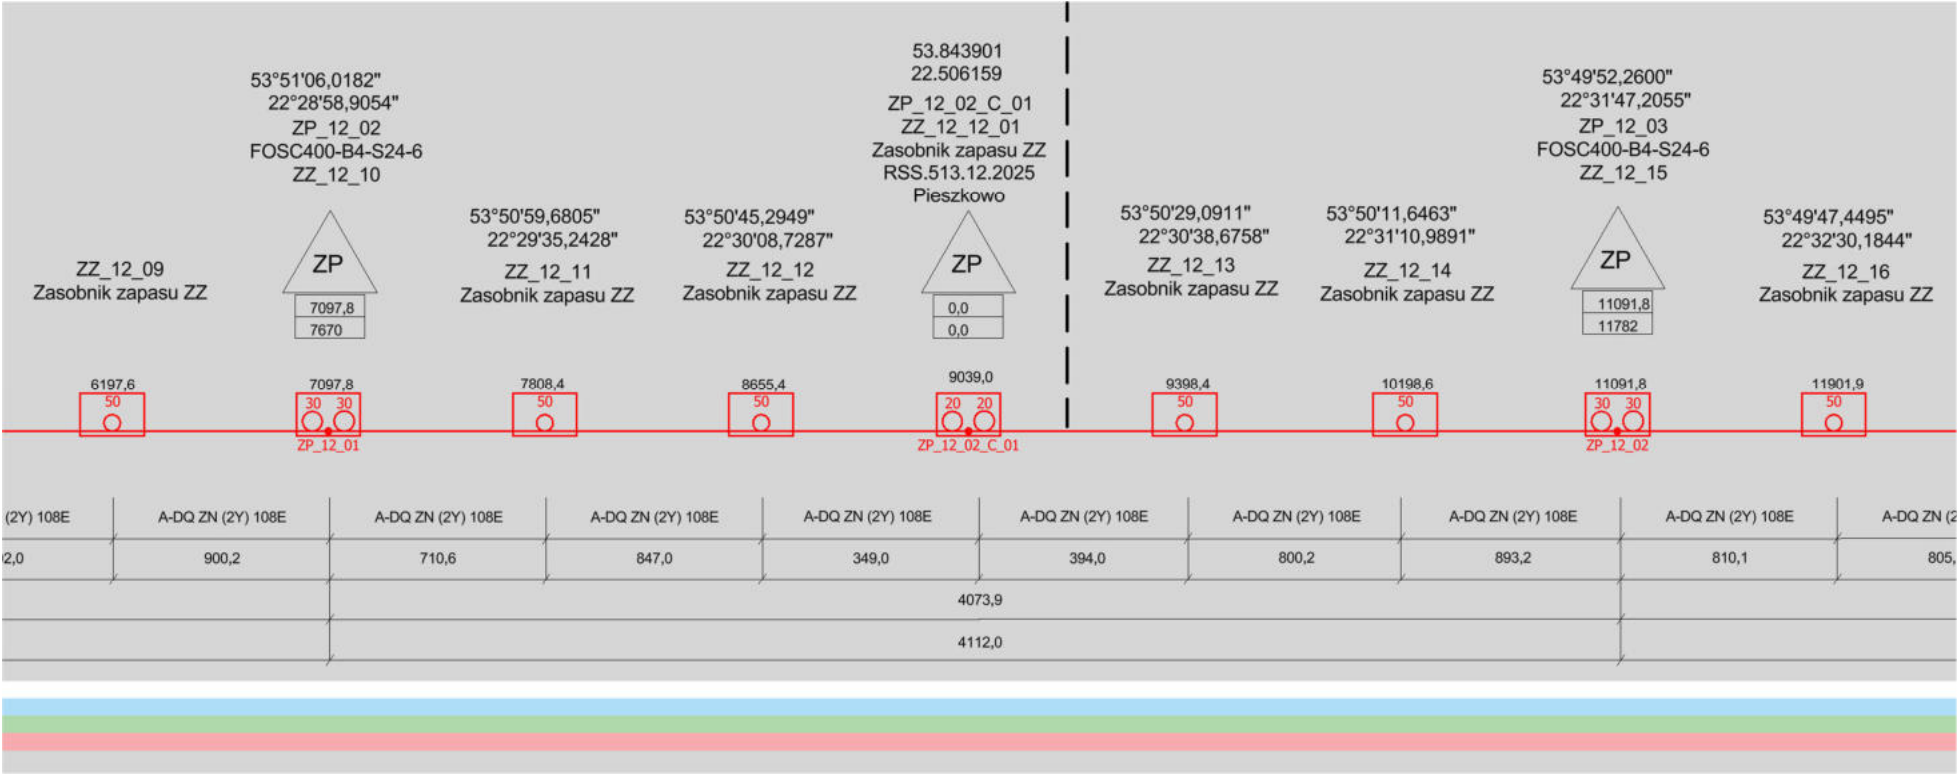 53°51'06,0182"
22°28'58,9054"
ZP_12_02
FOSC400-B4-S24-6
ZZ_12_10
53.843901
22.506159
ZP_12_02_C_01
ZZ_12_12_01
Zasobnik zapasu ZZ
RSS.513.12.2025
Pieszkowo
53°49'52,2600"
22°31'47,2055"
ZP_12_03
FOSC400-B4-S24-6
ZZ_12_15
ZZ_12_09
Zasobnik zapasu ZZ
ZP
7097,8
7670
53°50'59,6805"
22°29'35,2428"
ZZ_12_11
Zasobnik zapasu ZZ
53°50'45,2949"
22°30'08,7287"
ZZ_12_12
Zasobnik zapasu ZZ
ZP
0,0
0,0
53°50'29,0911"
22°30'38,6758"
ZZ_12_13
Zasobnik zapasu ZZ
53°50'11,6463"
22°31'10,9891"
ZZ_12_14
Zasobnik zapasu ZZ
ZP
11091,8
11782
53°49'47,4495"
22°32'30,1844"
ZZ_12_16
Zasobnik zapasu ZZ
6197,6
50
7097,8
30 30
ZP_12_01
7808,4
50
8655,4
50
9039,0
20 20
ZP_12_02_C_01
9398,4
50
10198,6
50
11091,8
30 30
ZP_12_02
11901,9
50
(2Y) 108E A-DQ ZN (2Y) 108E A-DQ ZN (2Y) 108E A-DQ ZN (2Y) 108E A-DQ ZN (2Y) 108E A-DQ ZN (2Y) 108E A-DQ ZN (2Y) 108E A-DQ ZN (2Y) 108E A-DQ ZN (2Y) 108E A-DQ ZN (2
2,0 900,2 710,6 847,0 349,0 394,0 800,2 893,2 810,1 805,
4073,9
4112,0